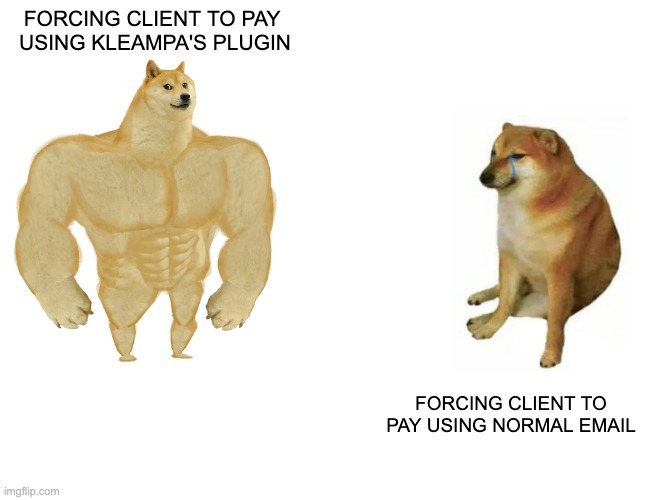 FORCING CLIENT TO PAY
USING KLEAMPA'S PLUGIN
FORCING CLIENT TO
PAY USING NORMAL EMAIL
imgflip.com